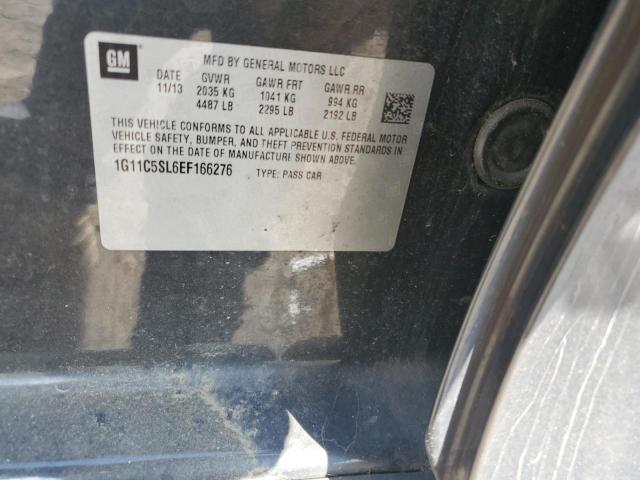 GM
MFD BY GENERAL MOTORS LLC
DATE GVWR GAWR FRT GAWR RR
11/13 2035 KG 1041 KG 994 KG
4487 LB 2295 LB 2192 LB
THIS VEHICLE CONFORMS TO ALL APPLICABLE U.S. FEDERAL MOTOR
VEHICLE SAFETY, BUMPER, AND THEFT PREVENTION STANDARDS IN
EFFECT ON THE DATE OF MANUFACTURE SHOWN ABOVE.
1G11C5SL6EF166276 TYPE: PASS CAR